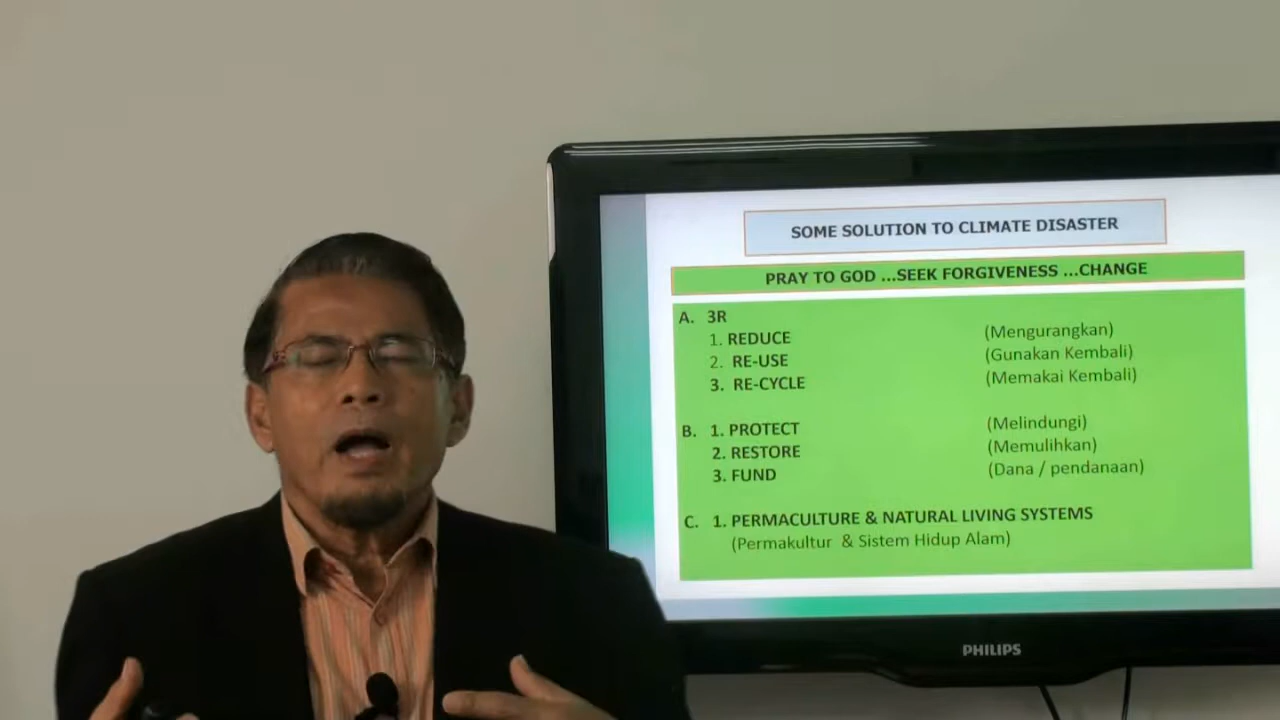 SOME SOLUTION TO CLIMATE DISASTER
PRAY TO GOD ...SEEK FORGIVENESS ...CHANGE
A. 3R
1. REDUCE (Mengurangkan)
2. RE-USE (Gunakan Kembali)
3. RE-CYCLE (Memakai Kembali)
B. 1. PROTECT (Melindungi)
2. RESTORE (Memulihkan)
3. FUND (Dana / pendanaan)
C. 1. PERMACULTURE & NATURAL LIVING SYSTEMS
(Permakultur & Sistem Hidup Alam)
PHILIPS